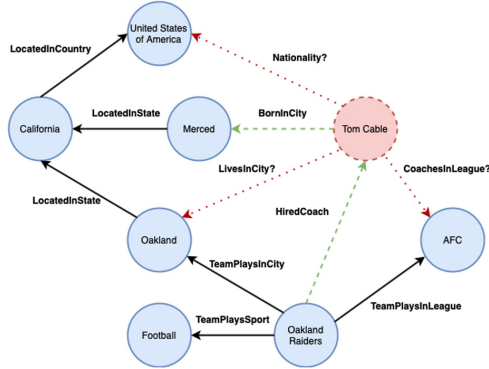 United States
of America
LocatedInCountry
Nationality?
LocatedInState
BornInCity
California
Merced
Tom Cable
LivesInCity?
CoachesInLeague?
LocatedInState
HiredCoach
Oakland
AFC
TeamPlaysInCity
TeamPlaysInLeague
TeamPlaysSport
Football
Oakland
Raiders